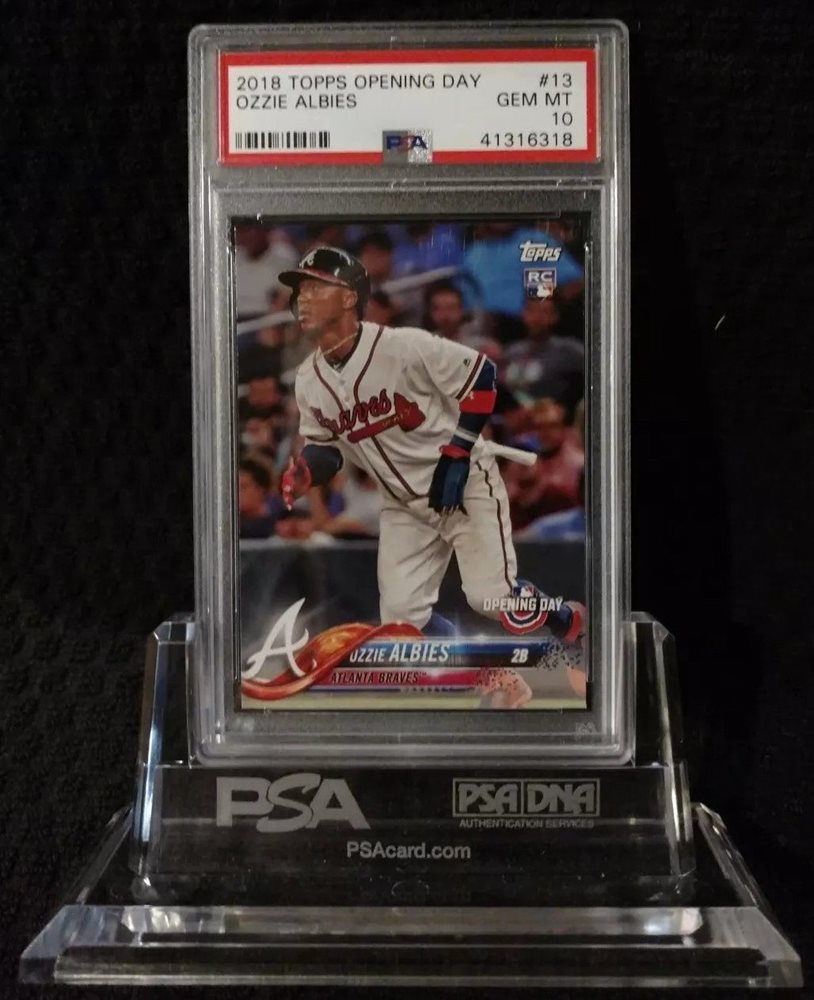 2018 TOPPS OPENING DAY #13
OZZIE ALBIES GEM MT
10
PSA 41316318
Topps
RC
A
Braves
OPENING DAY
A
OZZIE ALBIES 2B
ATLANTA BRAVES™
PSA PSA DNA
AUTHENTICATION SERVICES
PSAcard.com